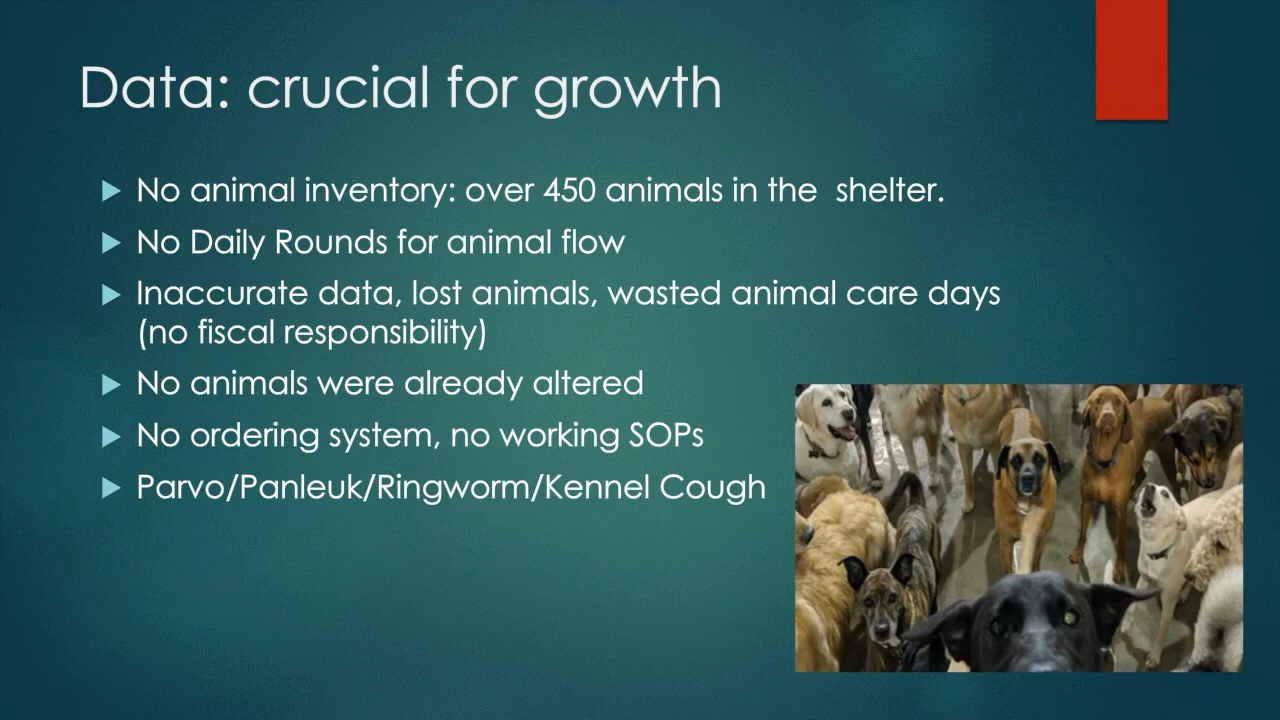 Data: crucial for growth
No animal inventory: over 450 animals in the  shelter.
No Daily Rounds for animal flow
Inaccurate data, lost animals, wasted animal care days
(no fiscal responsibility)
No animals were already altered
No ordering system, no working SOPs
Parvo/Panleuk/Ringworm/Kennel Cough